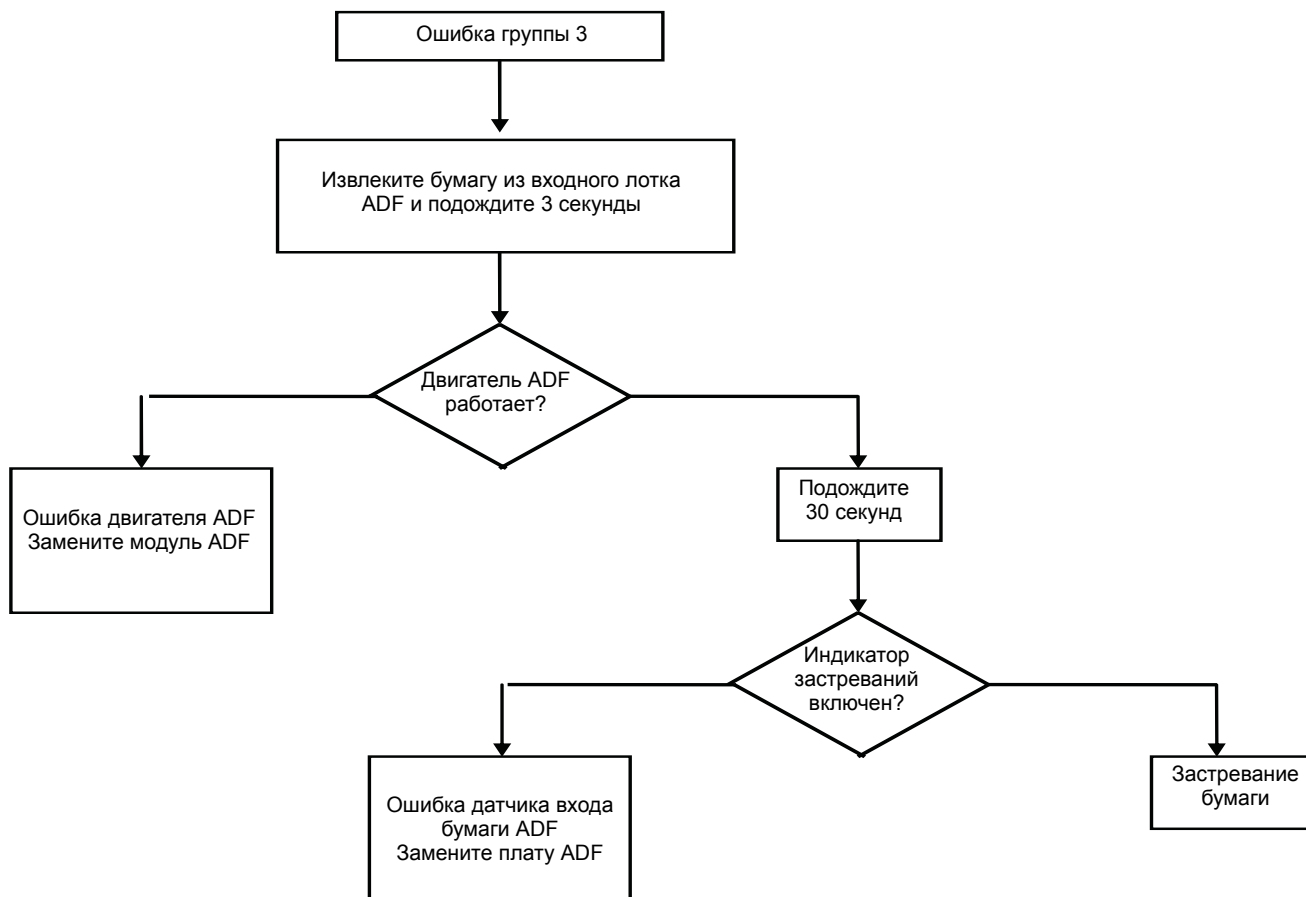 Ошибка группы 3
Извлеките бумагу из входного лотка
ADF и подождите 3 секунды
Двигатель ADF
работает?
Ошибка двигателя ADF
Замените модуль ADF
Подождите
30 секунд
Индикатор
застреваний
включен?
Ошибка датчика входа
бумаги ADF
Замените плату ADF
Застревание
бумаги